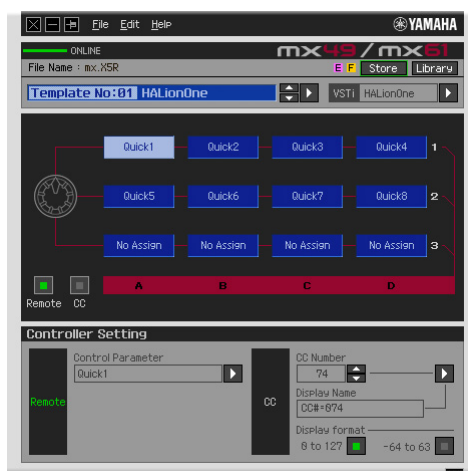 File Edit Help YAMAHA
ONLINE mx49/mx61
File Name : mx.X5R E F Store Library
Template No:01 HALionOne VSTi HALionOne
Quick1 Quick2 Quick3 Quick4 1
Quick5 Quick6 Quick7 Quick8 2
No Assign No Assign No Assign No Assign 3
A B C D
Remote CC
Controller Setting
Control Parameter CC Number
Quick1 74
Remote CC Display Name
CC#=074
Display format
0 to 127 -64 to 63